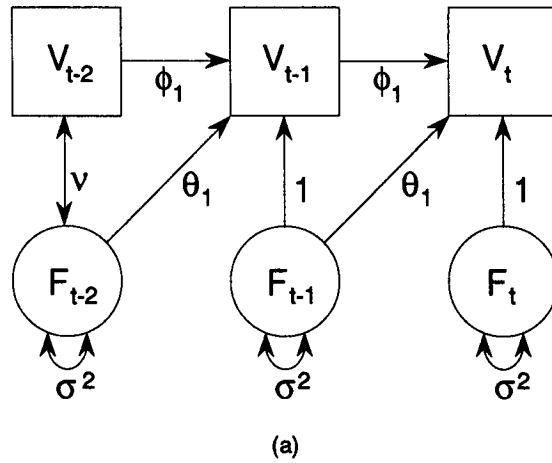 V_{t-2} V_{t-1} V_t
ϕ_1 ϕ_1
ν θ_1 1 θ_1 1
F_{t-2} F_{t-1} F_t
σ^2 σ^2 σ^2
(a)